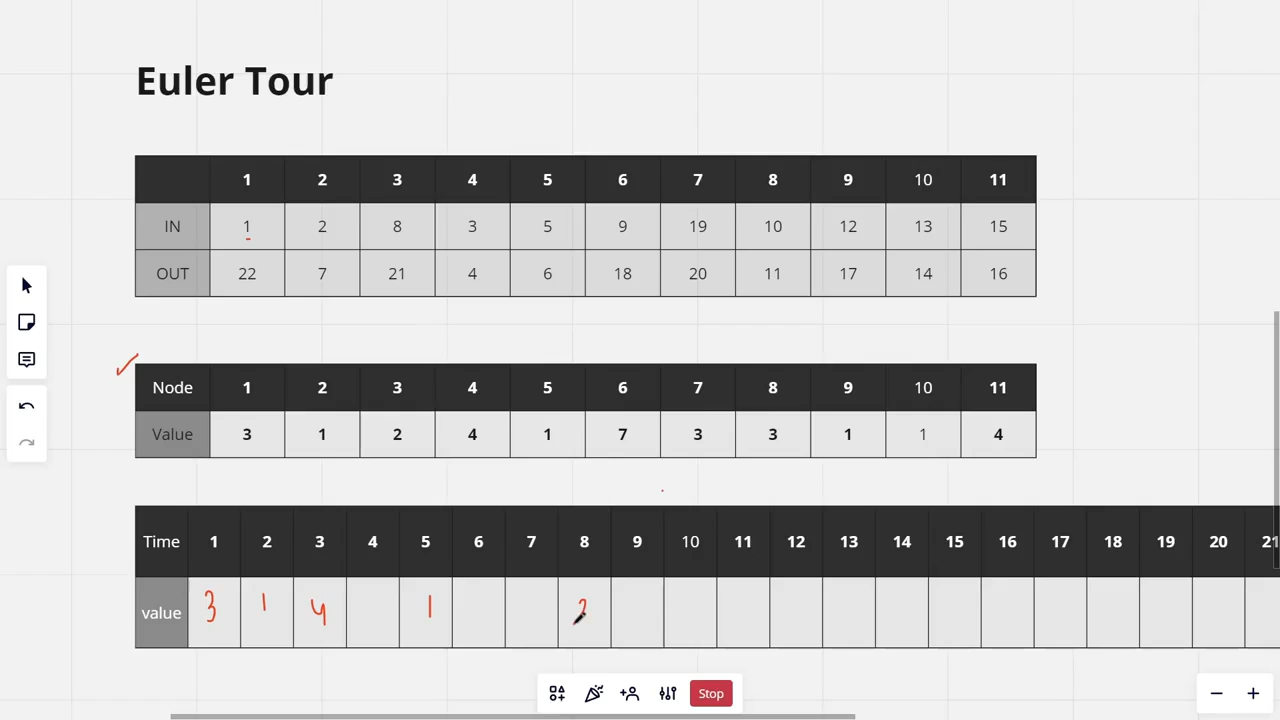 Euler Tour
1 2 3 4 5 6 7 8 9 10 11
IN 1 2 8 3 5 9 19 10 12 13 15
OUT 22 7 21 4 6 18 20 11 17 14 16
Node 1 2 3 4 5 6 7 8 9 10 11
Value 3 1 2 4 1 7 3 3 1 1 4
Time 1 2 3 4 5 6 7 8 9 10 11 12 13 14 15 16 17 18 19 20 21
value 3 1 4 1 2
Stop